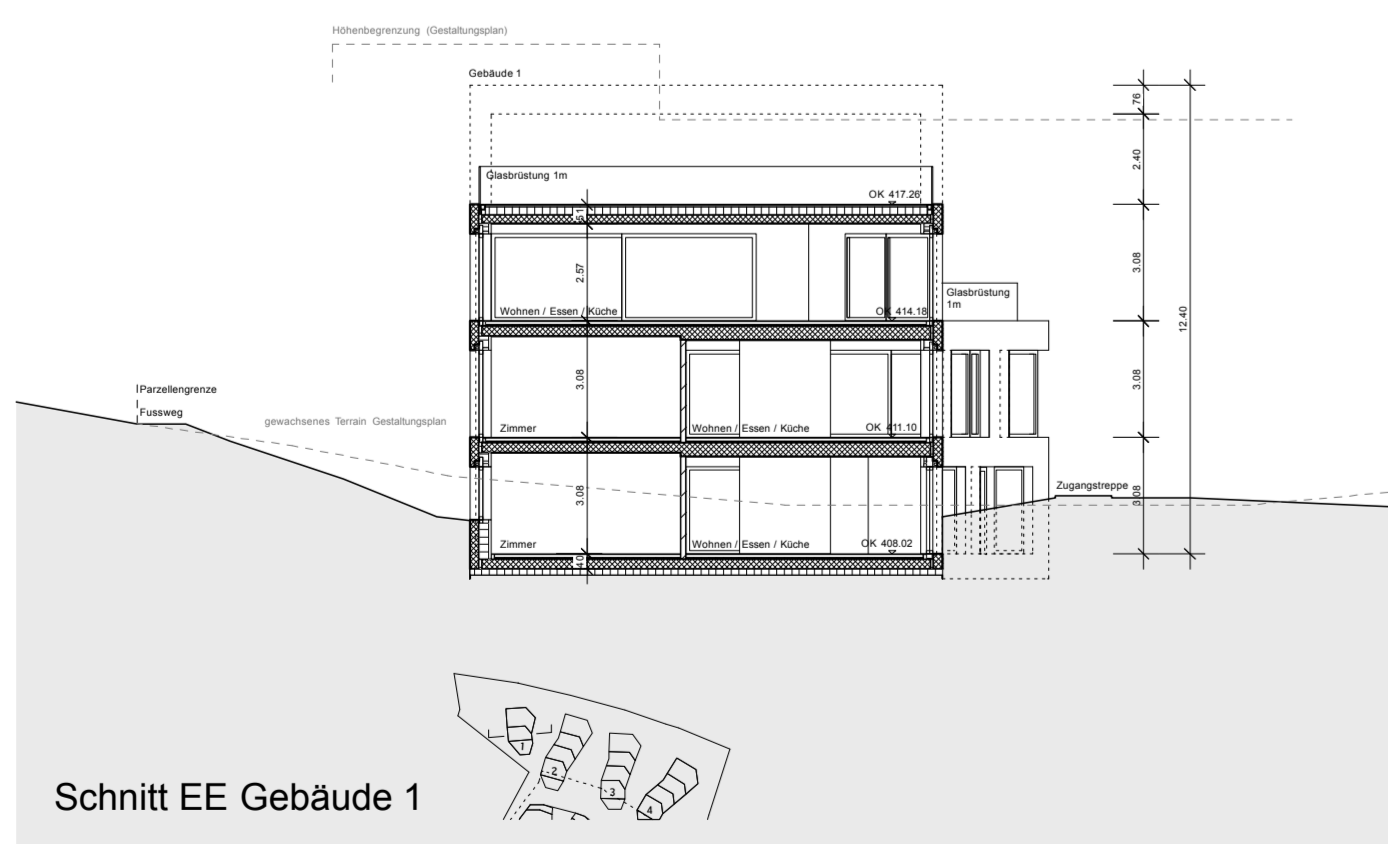 Höhenbegrenzung (Gestaltungsplan)
Gebäude 1
76
2.40
Glasbrüstung 1m
OK 417.26
2.57
3.08
Glasbrüstung
1m
Wohnen / Essen / Küche
OK 414.18
12.40
Parzellengrenze
Fussweg
gewachsenes Terrain Gestaltungsplan
3.08
3.08
Zimmer
Wohnen / Essen / Küche
OK 411.10
Zugangstreppe
3.08
3.08
Zimmer
Wohnen / Essen / Küche
OK 408.02
40
1
2
3
4
Schnitt EE Gebäude 1